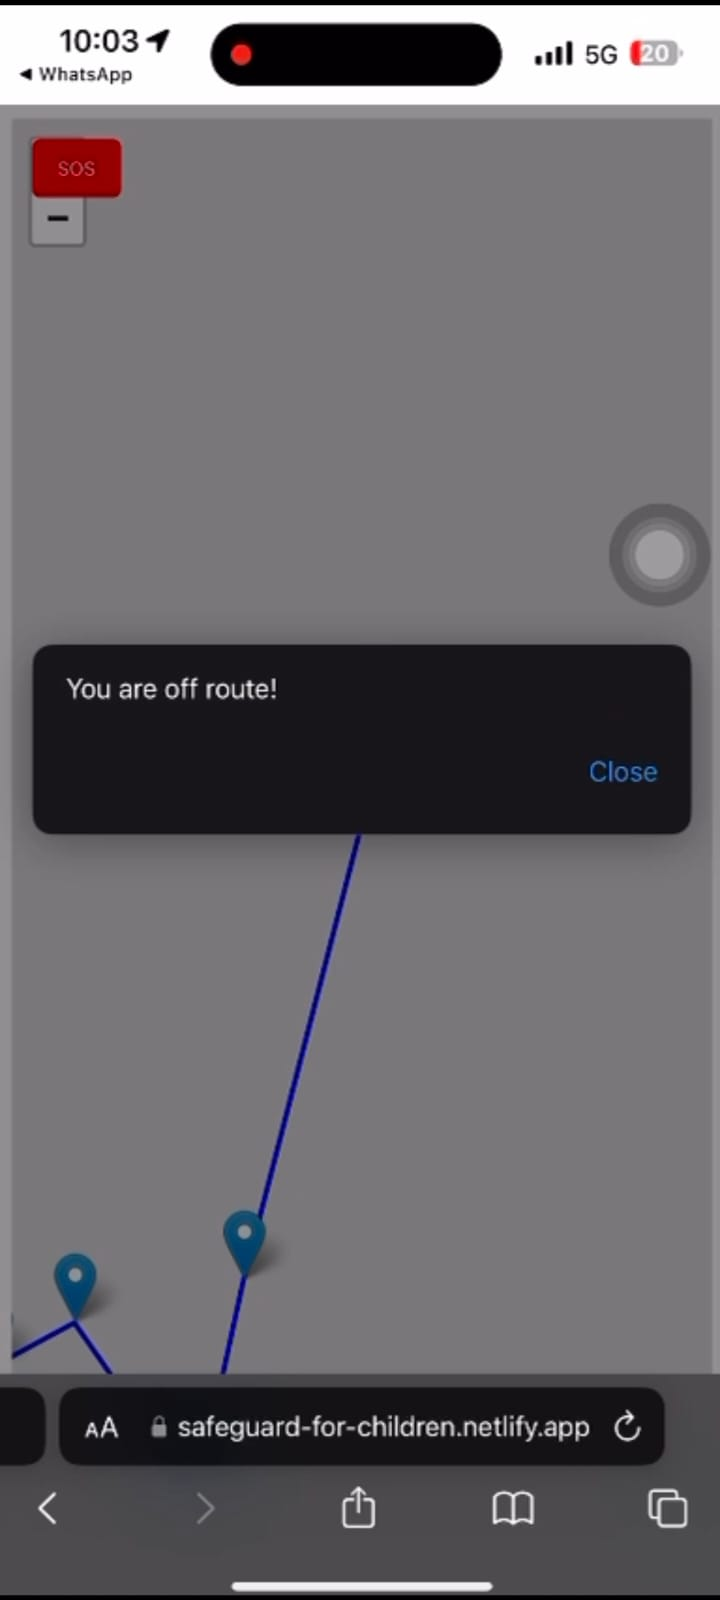 10:03
5G
20
◀ WhatsApp
SOS
−
You are off route!
Close
AA
safeguard-for-children.netlify.app